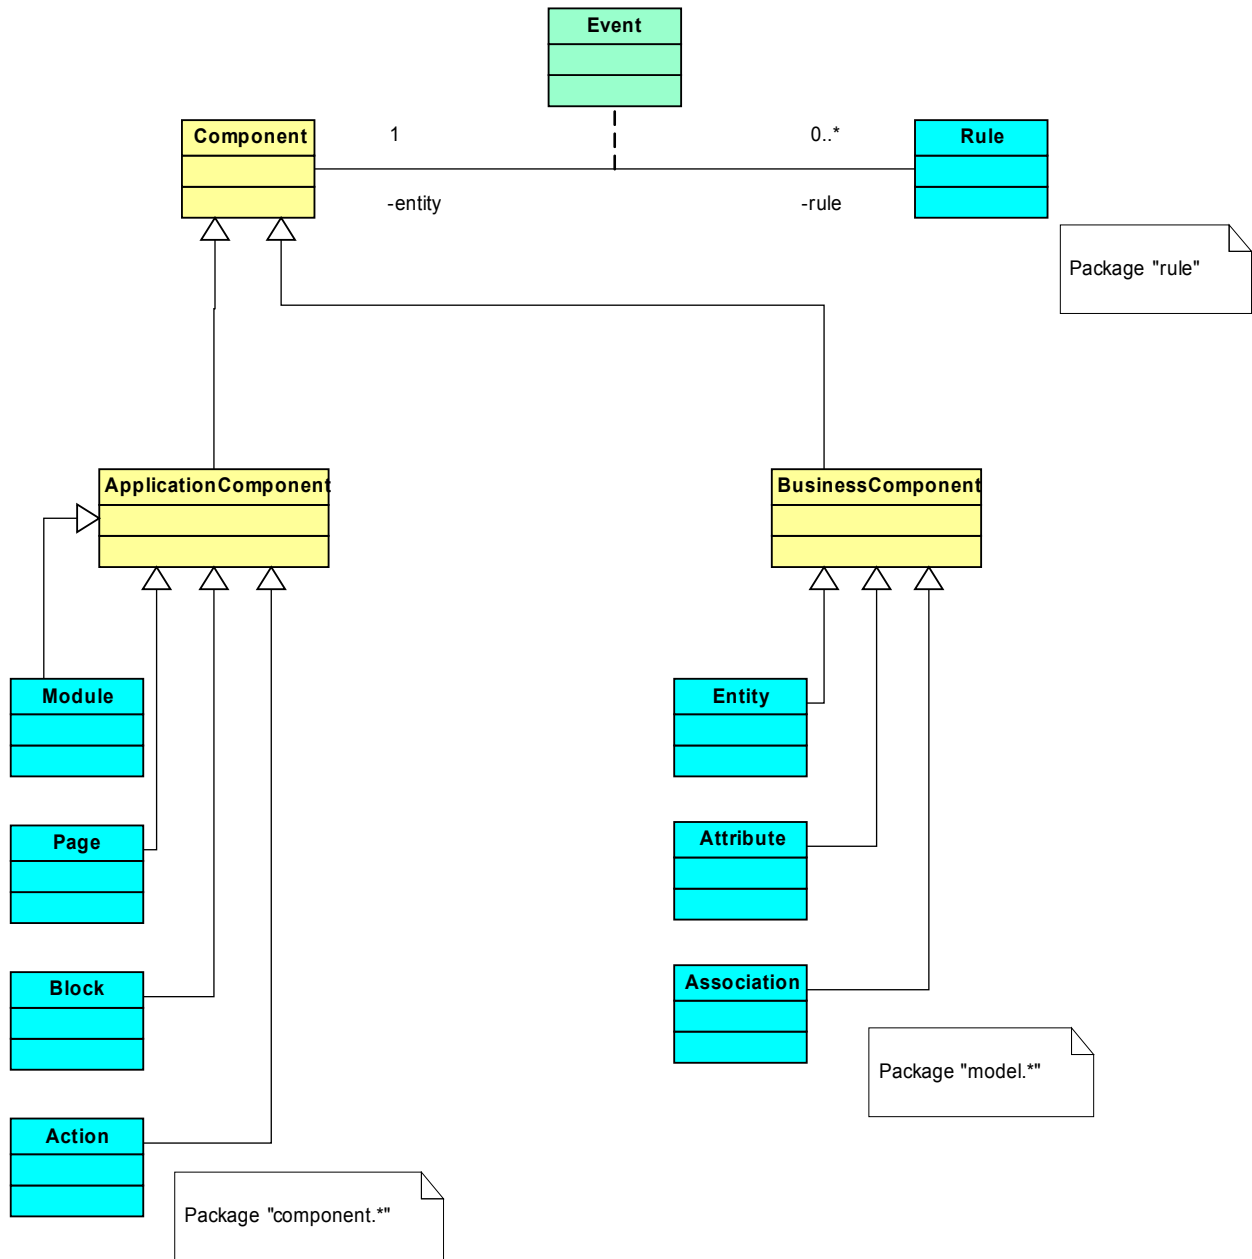 Event
Component
1
0..*
Rule
-entity
-rule
Package "rule"
ApplicationComponent
BusinessComponent
Module
Entity
Page
Attribute
Block
Association
Package "model.*"
Action
Package "component.*"